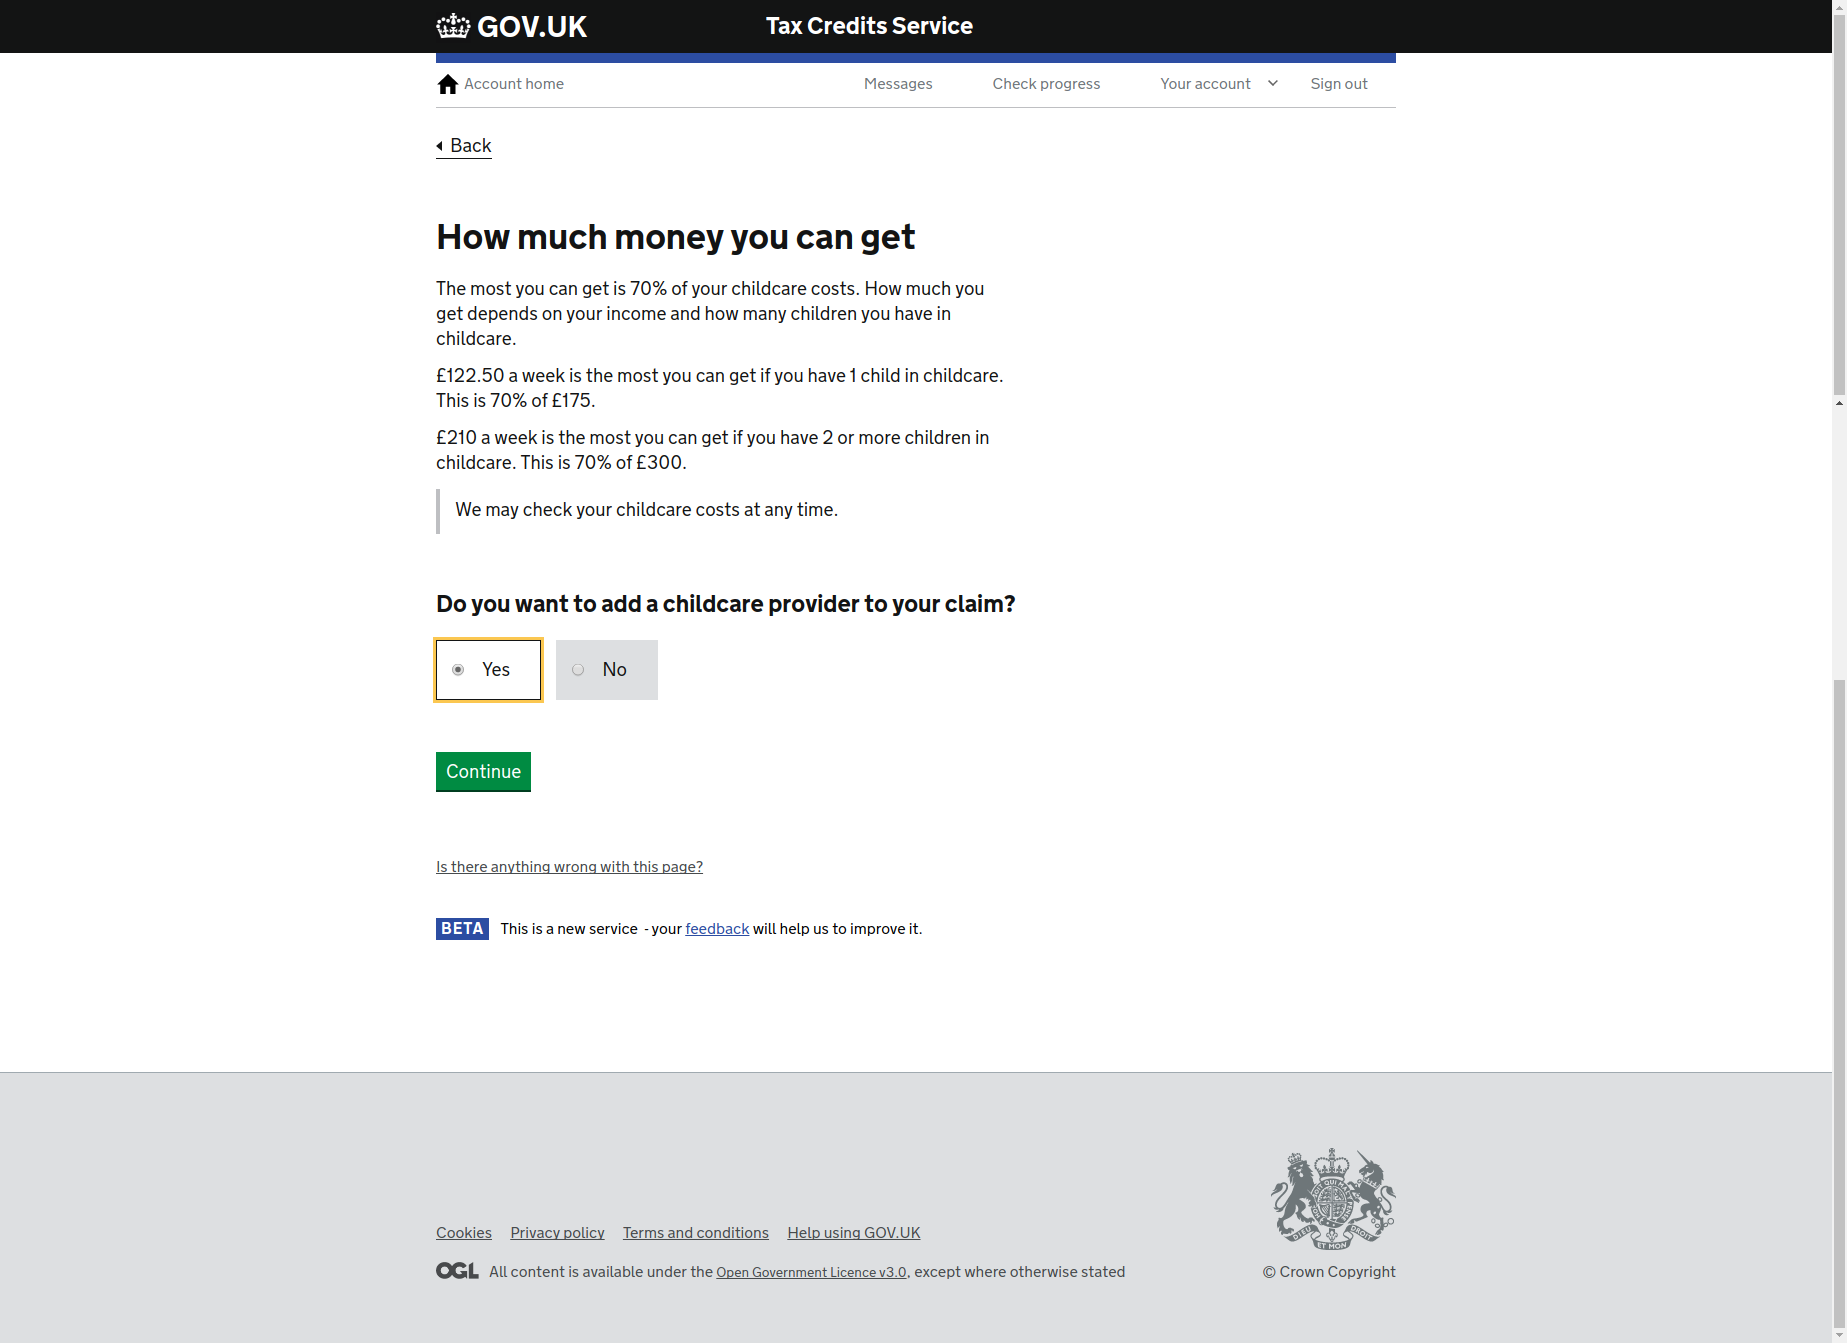 GOV.UK
Tax Credits Service
Account home
Messages
Check progress
Your account
Sign out
Back
How much money you can get
The most you can get is 70% of your childcare costs. How much you
get depends on your income and how many children you have in
childcare.
£122.50 a week is the most you can get if you have 1 child in childcare.
This is 70% of £175.
£210 a week is the most you can get if you have 2 or more children in
childcare. This is 70% of £300.
We may check your childcare costs at any time.
Do you want to add a childcare provider to your claim?
Yes
No
Continue
Is there anything wrong with this page?
BETA This is a new service - your feedback will help us to improve it.
Cookies Privacy policy Terms and conditions Help using GOV.UK
OGL All content is available under the Open Government Licence v3.0, except where otherwise stated
© Crown Copyright